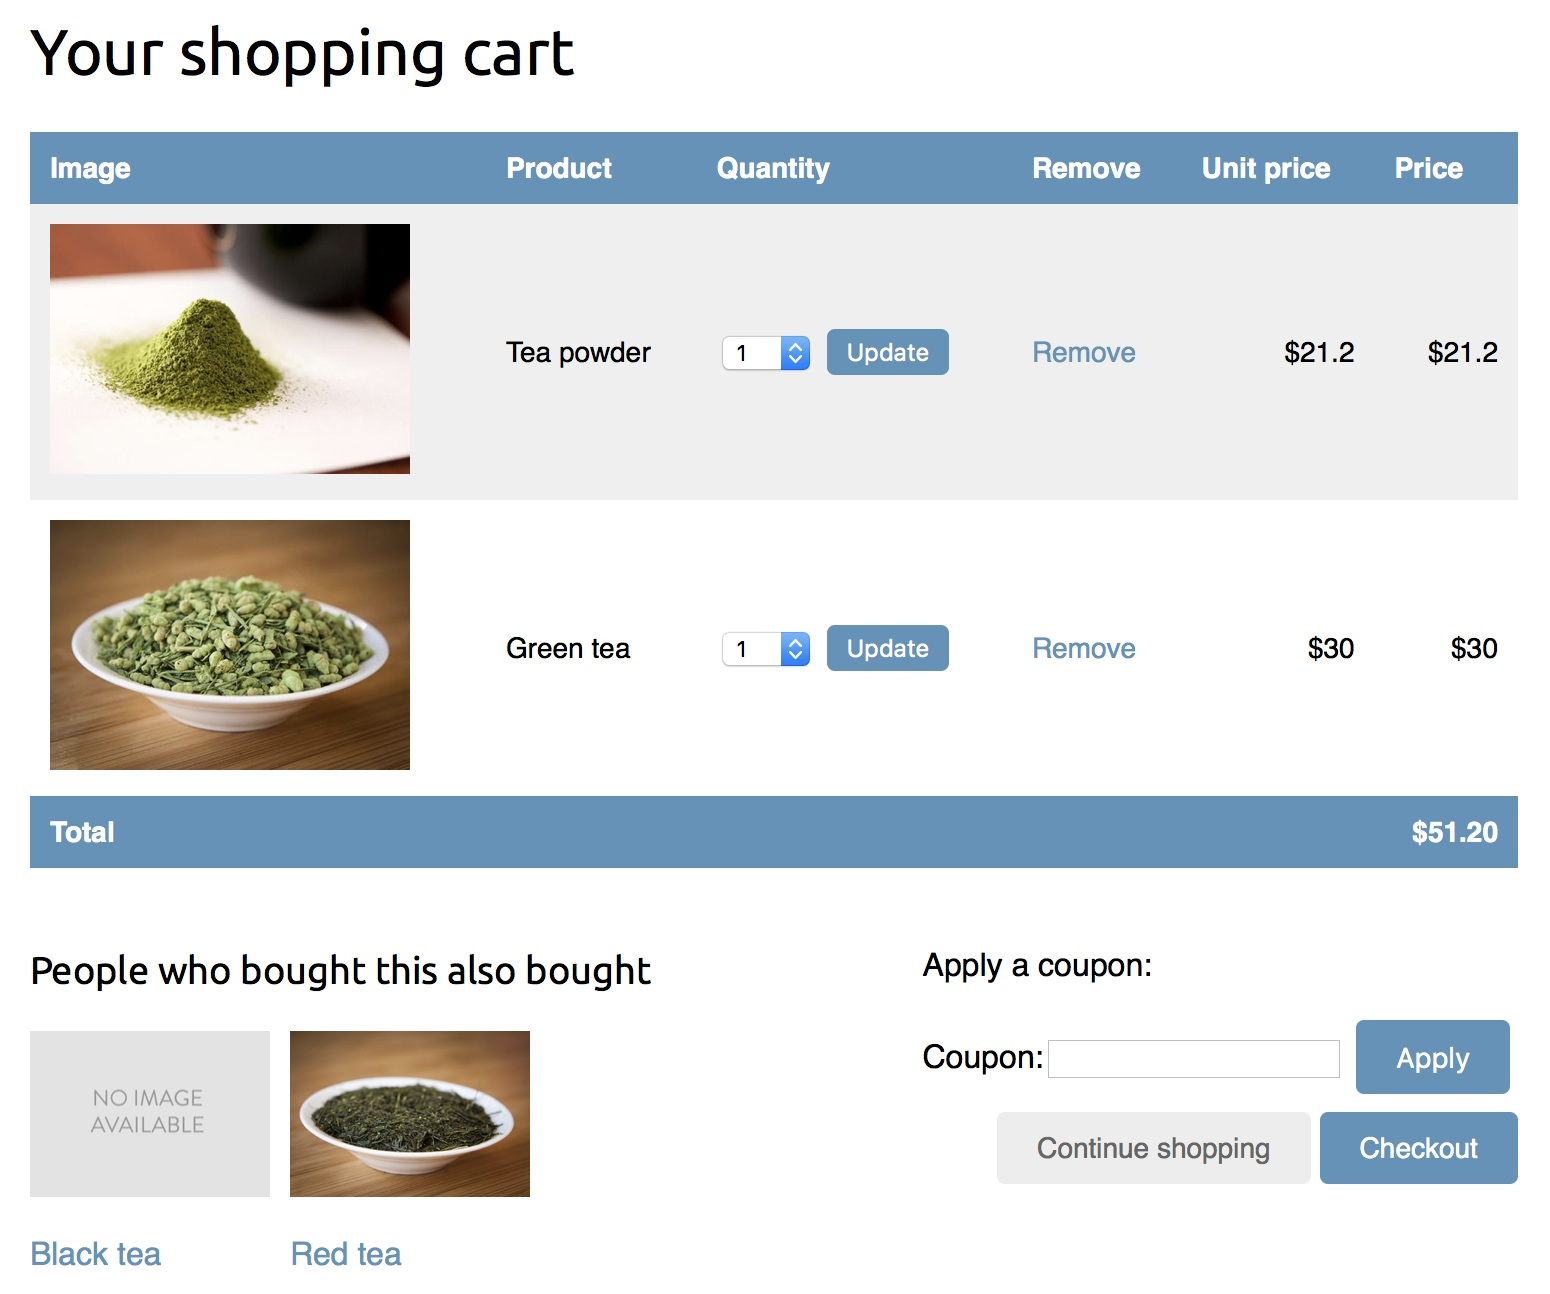 Your shopping cart
Image Product Quantity Remove Unit price Price
Tea powder 1 Update Remove $21.2 $21.2
Green tea 1 Update Remove $30 $30
Total $51.20
People who bought this also bought
NO IMAGE
AVAILABLE
Black tea Red tea
Apply a coupon:
Coupon: Apply
Continue shopping Checkout